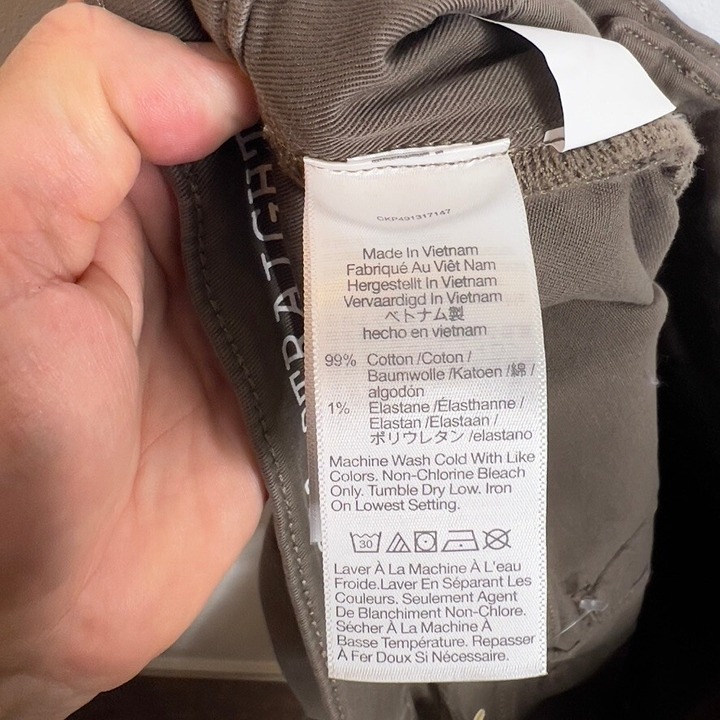 STRAIGHT
CKP491317147
Made In Vietnam
Fabriqué Au Viêt Nam
Hergestellt In Vietnam
Vervaardigd In Vietnam
ベトナム製
hecho en vietnam
99% Cotton /Coton /
Baumwolle /Katoen /綿 /
algodón
1% Elastane /Élasthanne /
Elastan /Elastaan /
ポリウレタン /elastano
Machine Wash Cold With Like
Colors. Non-Chlorine Bleach
Only. Tumble Dry Low. Iron
On Lowest Setting.
30
Laver À La Machine À L'eau
Froide.Laver En Séparant Les
Couleurs. Seulement Agent
De Blanchiment Non-Chlore.
Sécher À La Machine À
Basse Température. Repasser
À Fer Doux Si Nécessaire.